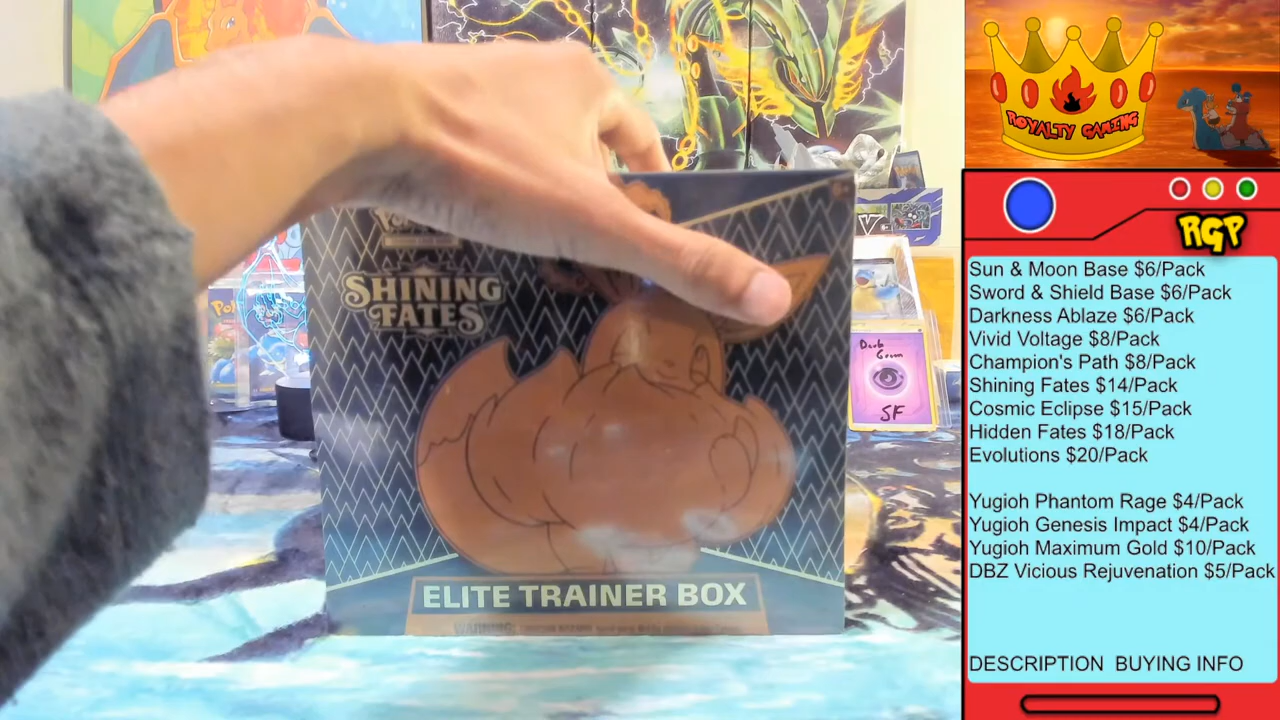 ROYALTY GAMING
RGP
Sun & Moon Base $6/Pack
Sword & Shield Base $6/Pack
Darkness Ablaze $6/Pack
Vivid Voltage $8/Pack
Champion's Path $8/Pack
Shining Fates $14/Pack
Cosmic Eclipse $15/Pack
Hidden Fates $18/Pack
Evolutions $20/Pack
Yugioh Phantom Rage $4/Pack
Yugioh Genesis Impact $4/Pack
Yugioh Maximum Gold $10/Pack
DBZ Vicious Rejuvenation $5/Pack
DESCRIPTION BUYING INFO
SHINING
FATES
ELITE TRAINER BOX
WARNING:
SF